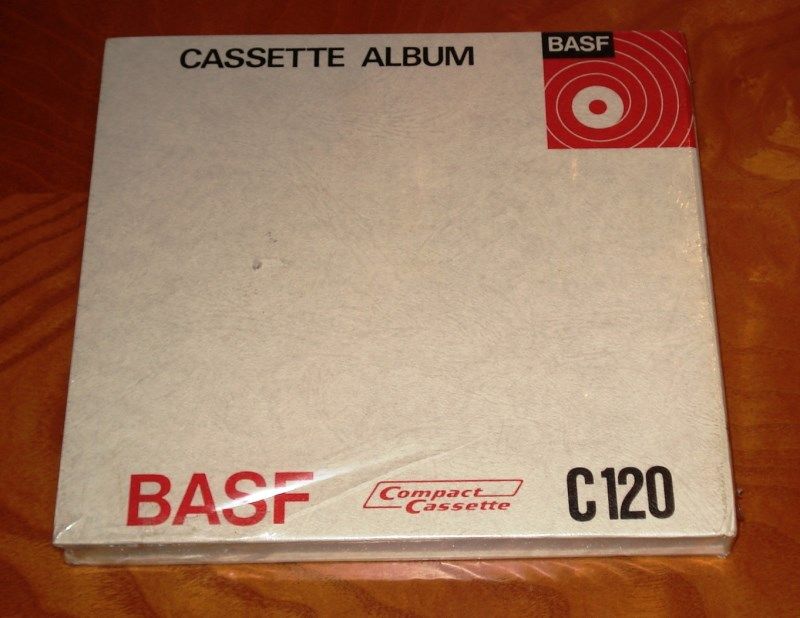 CASSETTE ALBUM
BASF
BASF
Compact
Cassette
C120